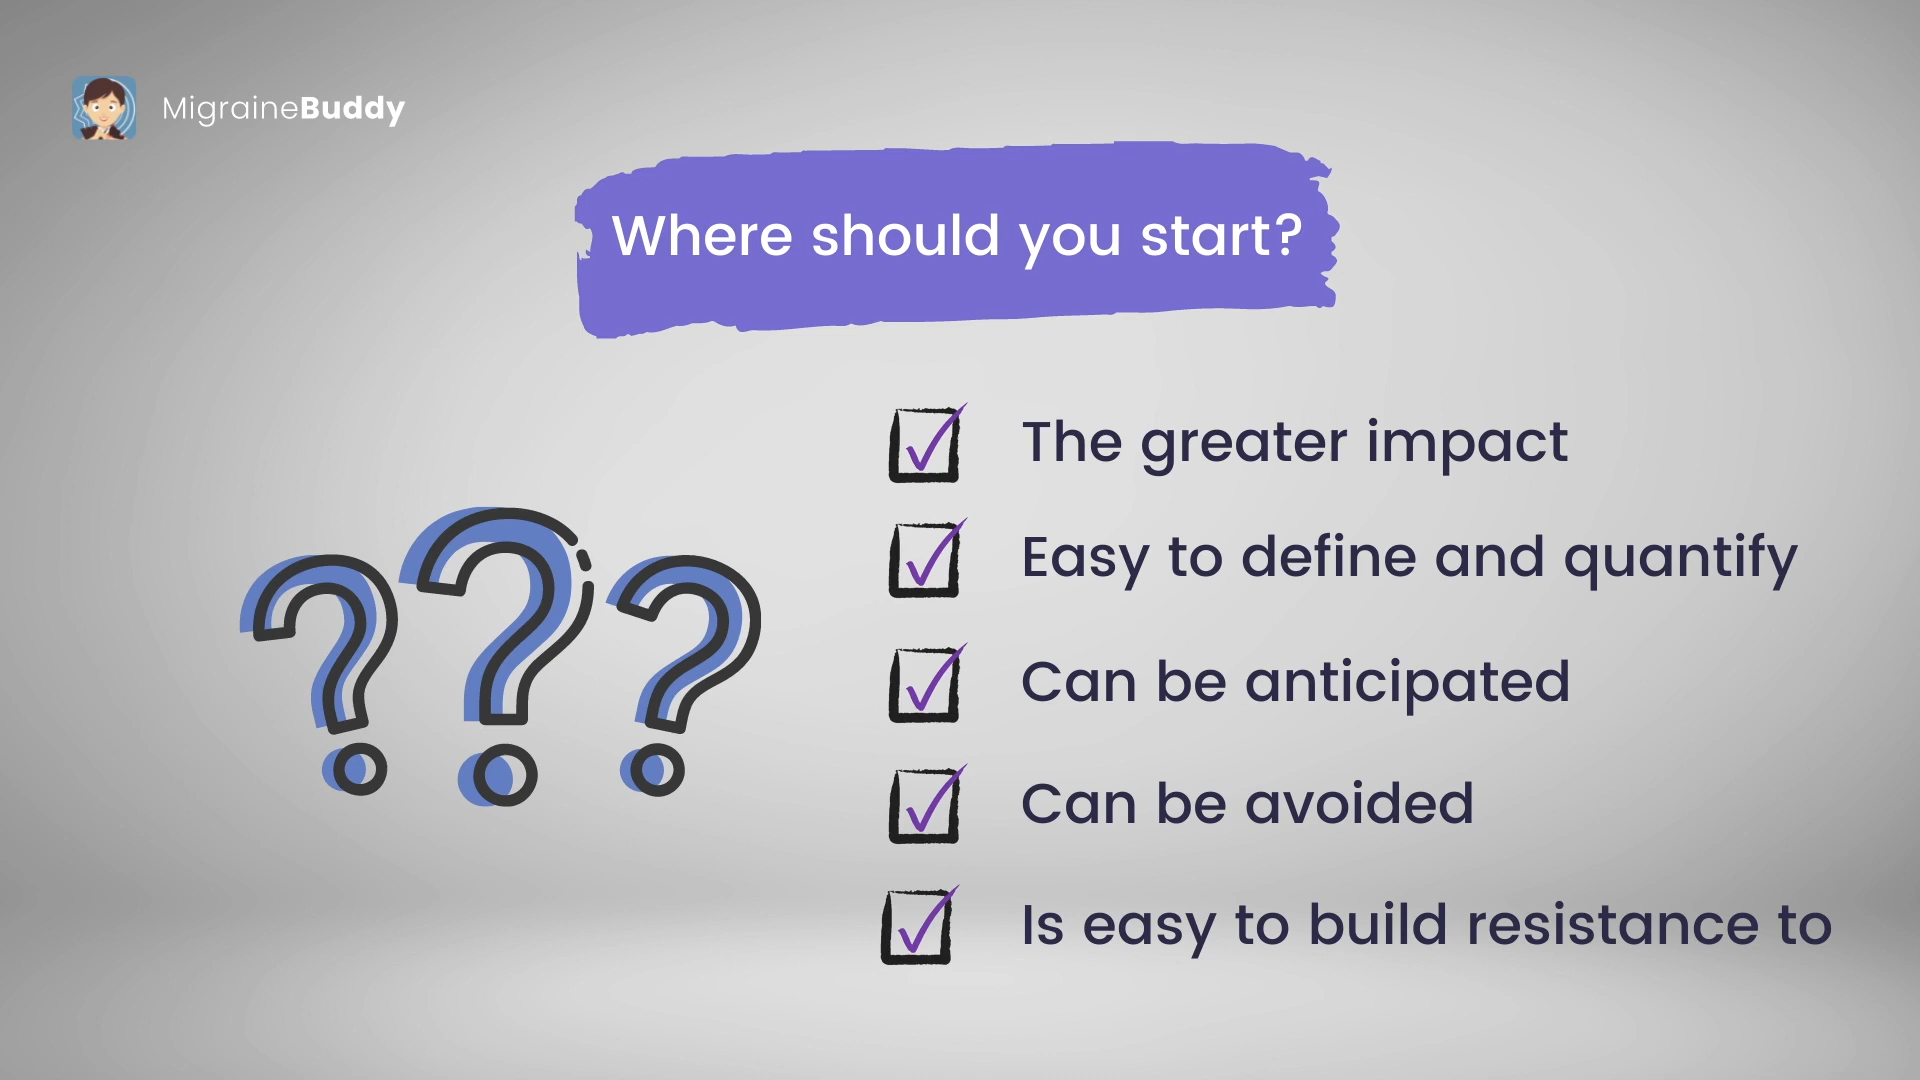 MigraineBuddy
Where should you start?
The greater impact
Easy to define and quantify
Can be anticipated
Can be avoided
Is easy to build resistance to